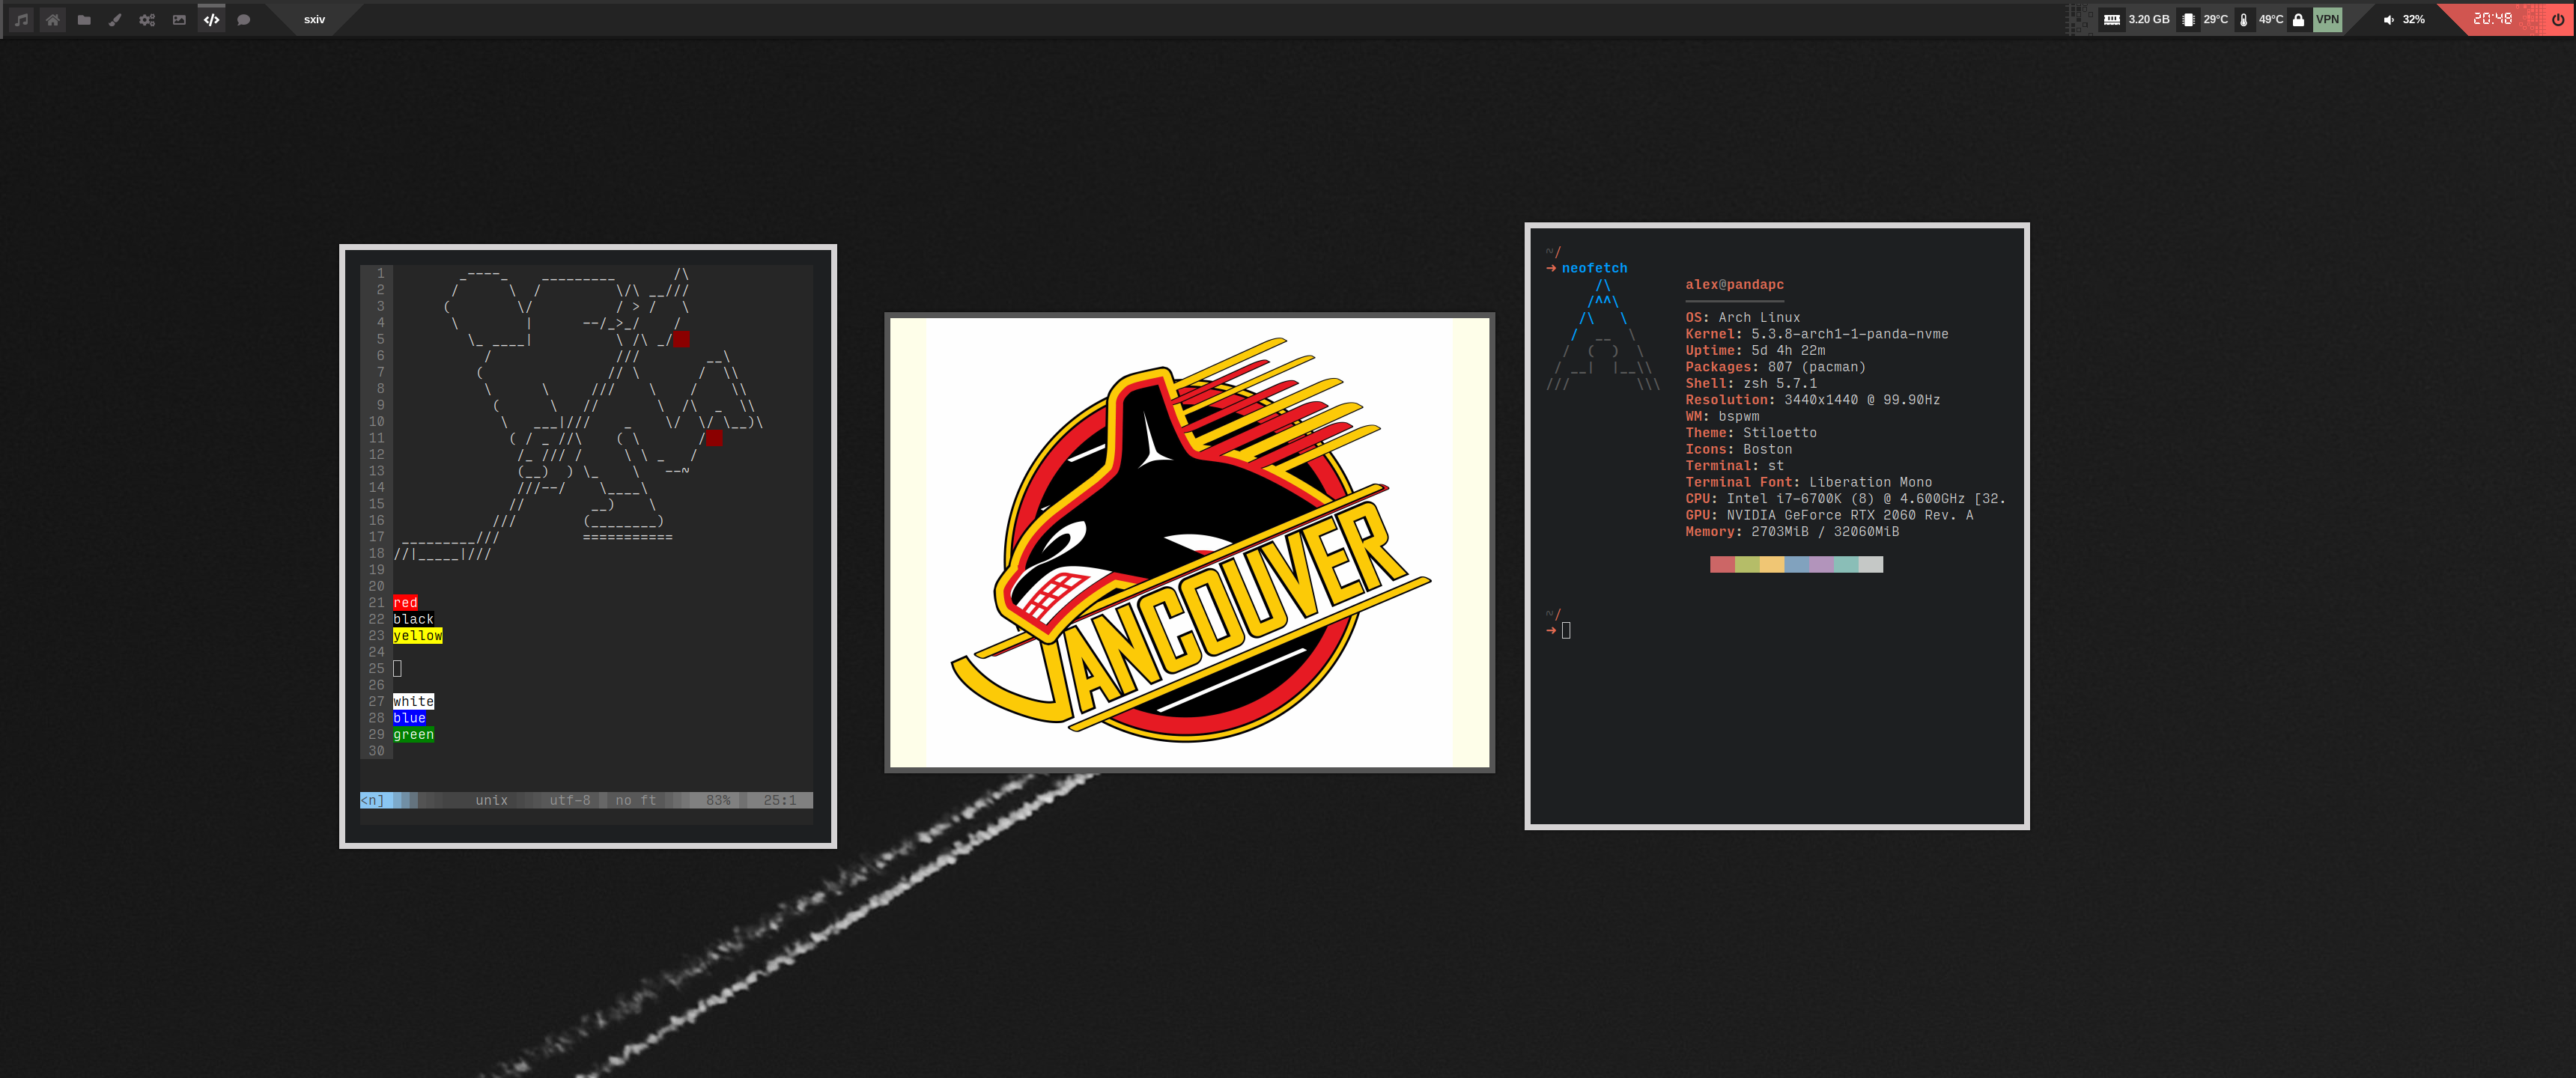 sxiv
3.20 GB 29°C 49°C VPN 32% 20:48
1
2
3
4
5
6
7
8
9
10
11
12
13
14
15
16
17
18
19
20
21 red
22 black
23 yellow
24
25
26
27 white
28 blue
29 green
30
<n] unix utf-8 no ft 83% 25:1
VANCOUVER
~/
➜ neofetch
alex@pandapc
OS: Arch Linux
Kernel: 5.3.8-arch1-1-panda-nvme
Uptime: 5d 4h 22m
Packages: 807 (pacman)
Shell: zsh 5.7.1
Resolution: 3440x1440 @ 99.90Hz
WM: bspwm
Theme: Stiloetto
Icons: Boston
Terminal: st
Terminal Font: Liberation Mono
CPU: Intel i7-6700K (8) @ 4.600GHz [32.
GPU: NVIDIA GeForce RTX 2060 Rev. A
Memory: 2703MiB / 32060MiB
~/
➜